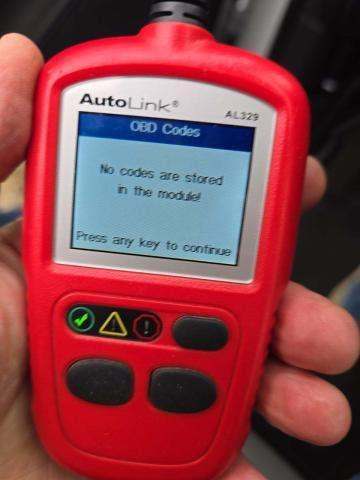 AutoLink®
AL329
OBD Codes
No codes are stored
in the module!
Press any key to continue